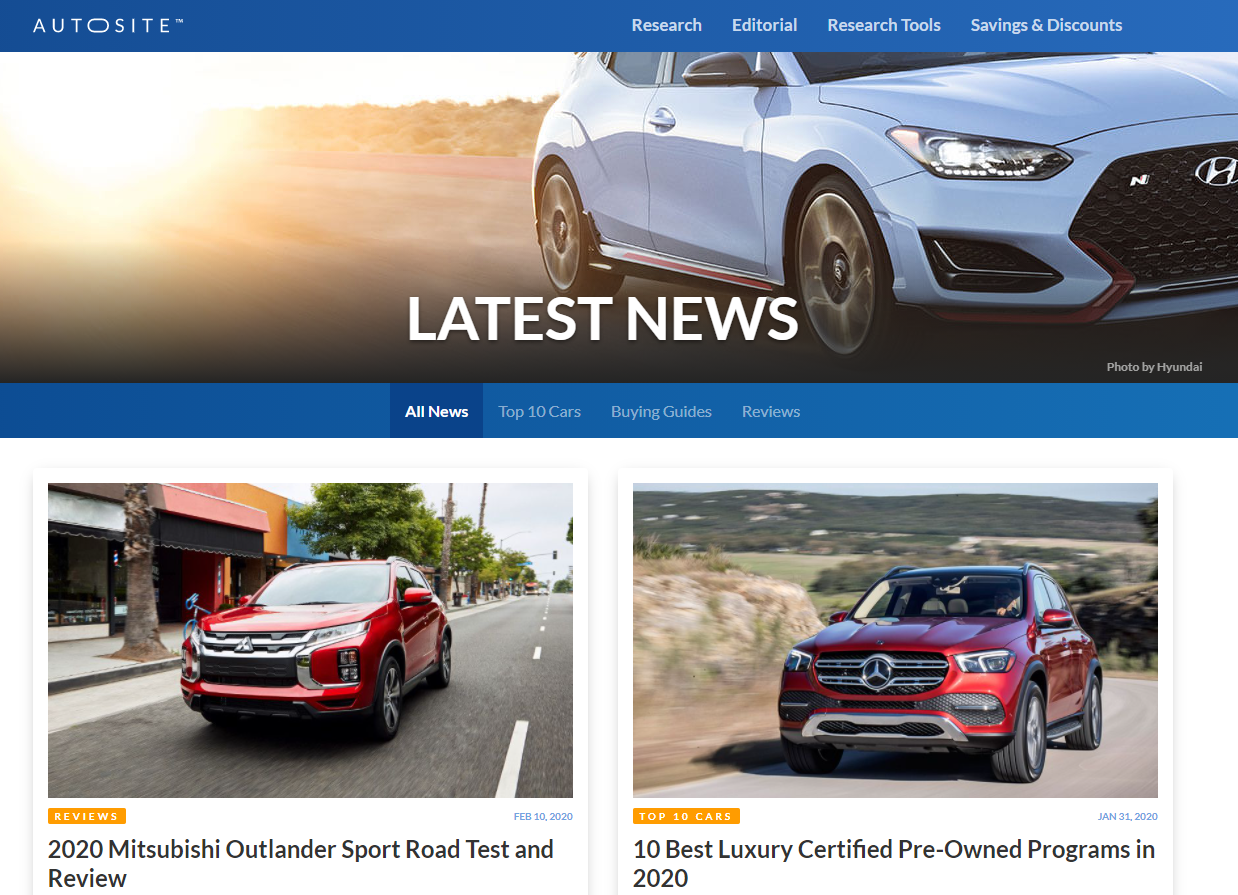 AUTOSITE™
Research Editorial Research Tools Savings & Discounts
N
LATEST NEWS
Photo by Hyundai
All News Top 10 Cars Buying Guides Reviews
REVIEWS FEB 10, 2020
2020 Mitsubishi Outlander Sport Road Test and
Review
TOP 10 CARS JAN 31, 2020
10 Best Luxury Certified Pre-Owned Programs in
2020